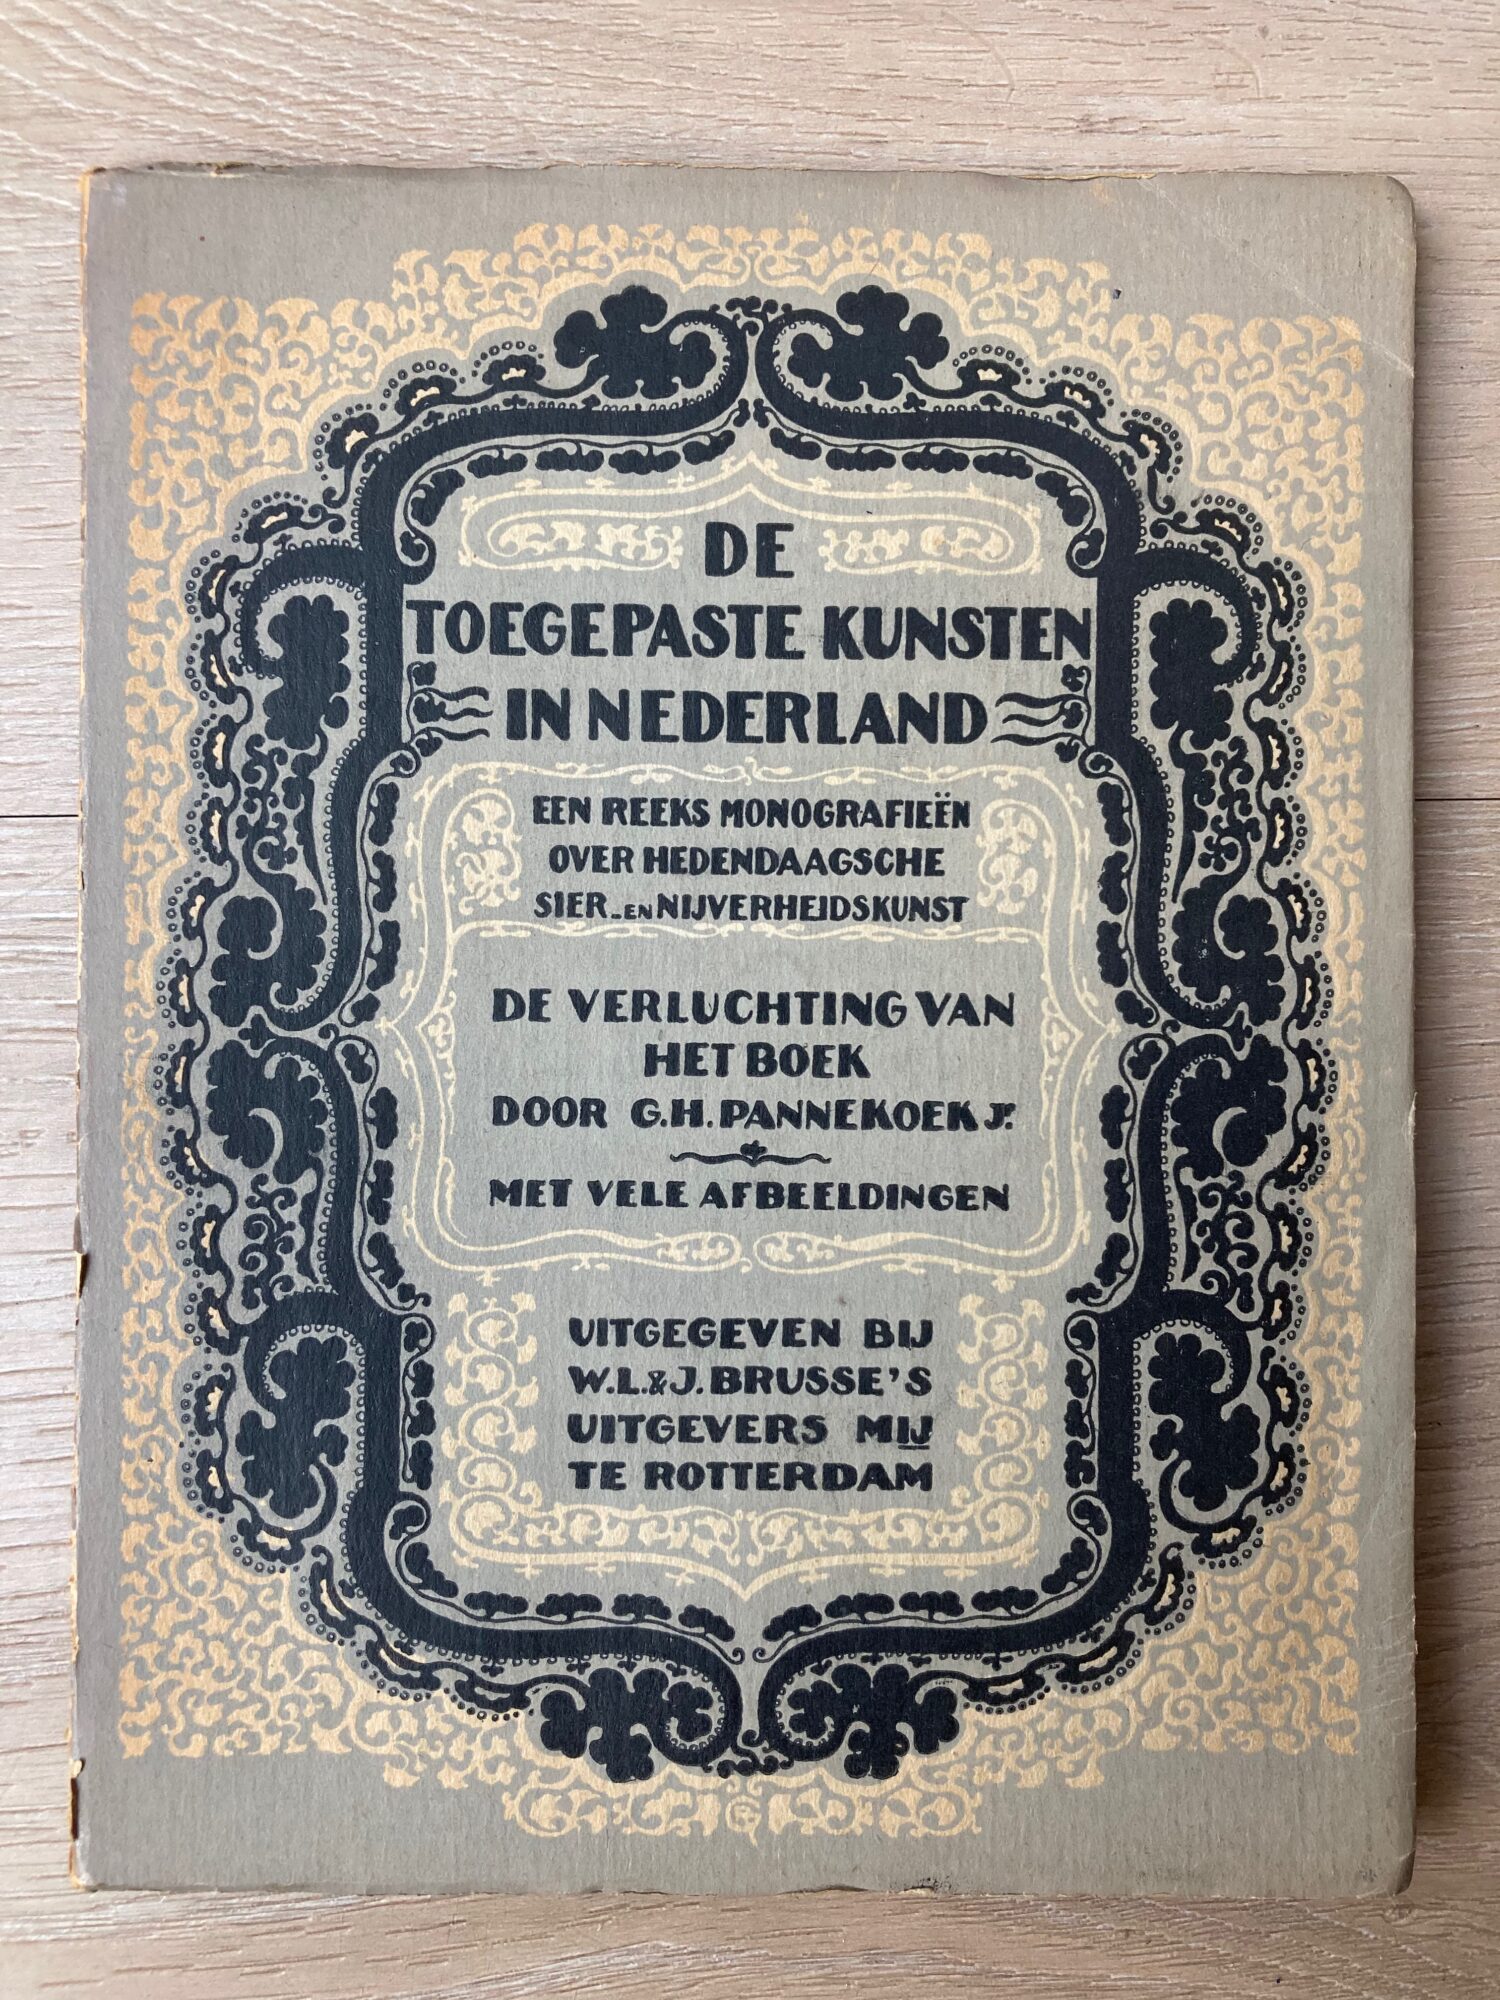 DE
TOEGEPASTE KUNSTEN
IN NEDERLAND
EEN REEKS MONOGRAFIEËN
OVER HEDENDAAGSCHE
SIER-EN NIJVERHEIDSKUNST
DE VERLUCHTING VAN
HET BOEK
DOOR G.H. PANNEKOEK Jr.
MET VELE AFBEELDINGEN
UITGEGEVEN BIJ
W.L.&J. BRUSSE'S
UITGEVERS MIJ
TE ROTTERDAM